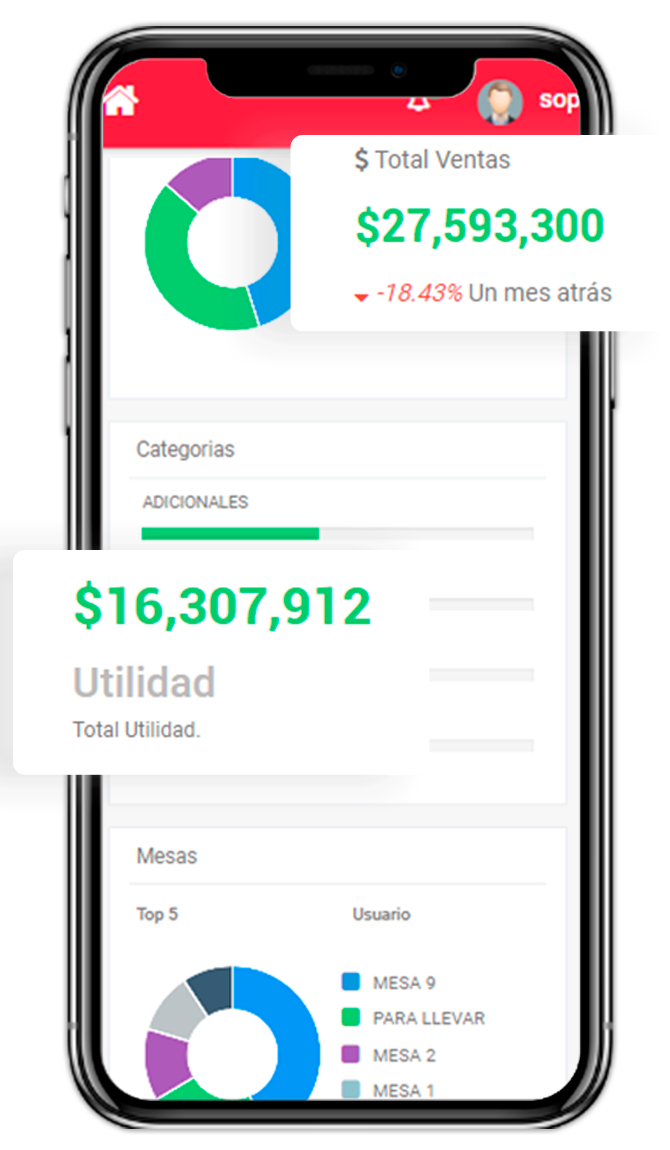 sop
$ Total Ventas
$27,593,300
-18.43% Un mes atrás
Categorias
ADICIONALES
$16,307,912
Utilidad
Total Utilidad.
Mesas
Top 5
Usuario
MESA 9
PARA LLEVAR
MESA 2
MESA 1